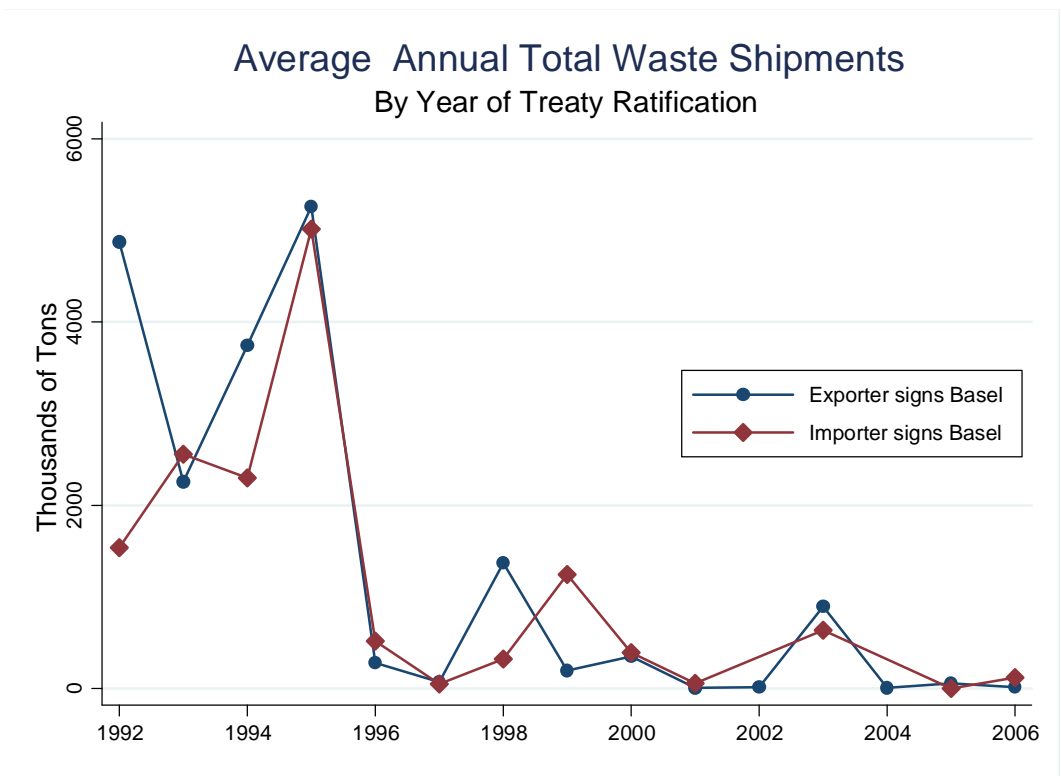 Average  Annual Total Waste Shipments
By Year of Treaty Ratification
Thousands of Tons
6000
4000
2000
0
Exporter signs Basel
Importer signs Basel
1992 1994 1996 1998 2000 2002 2004 2006